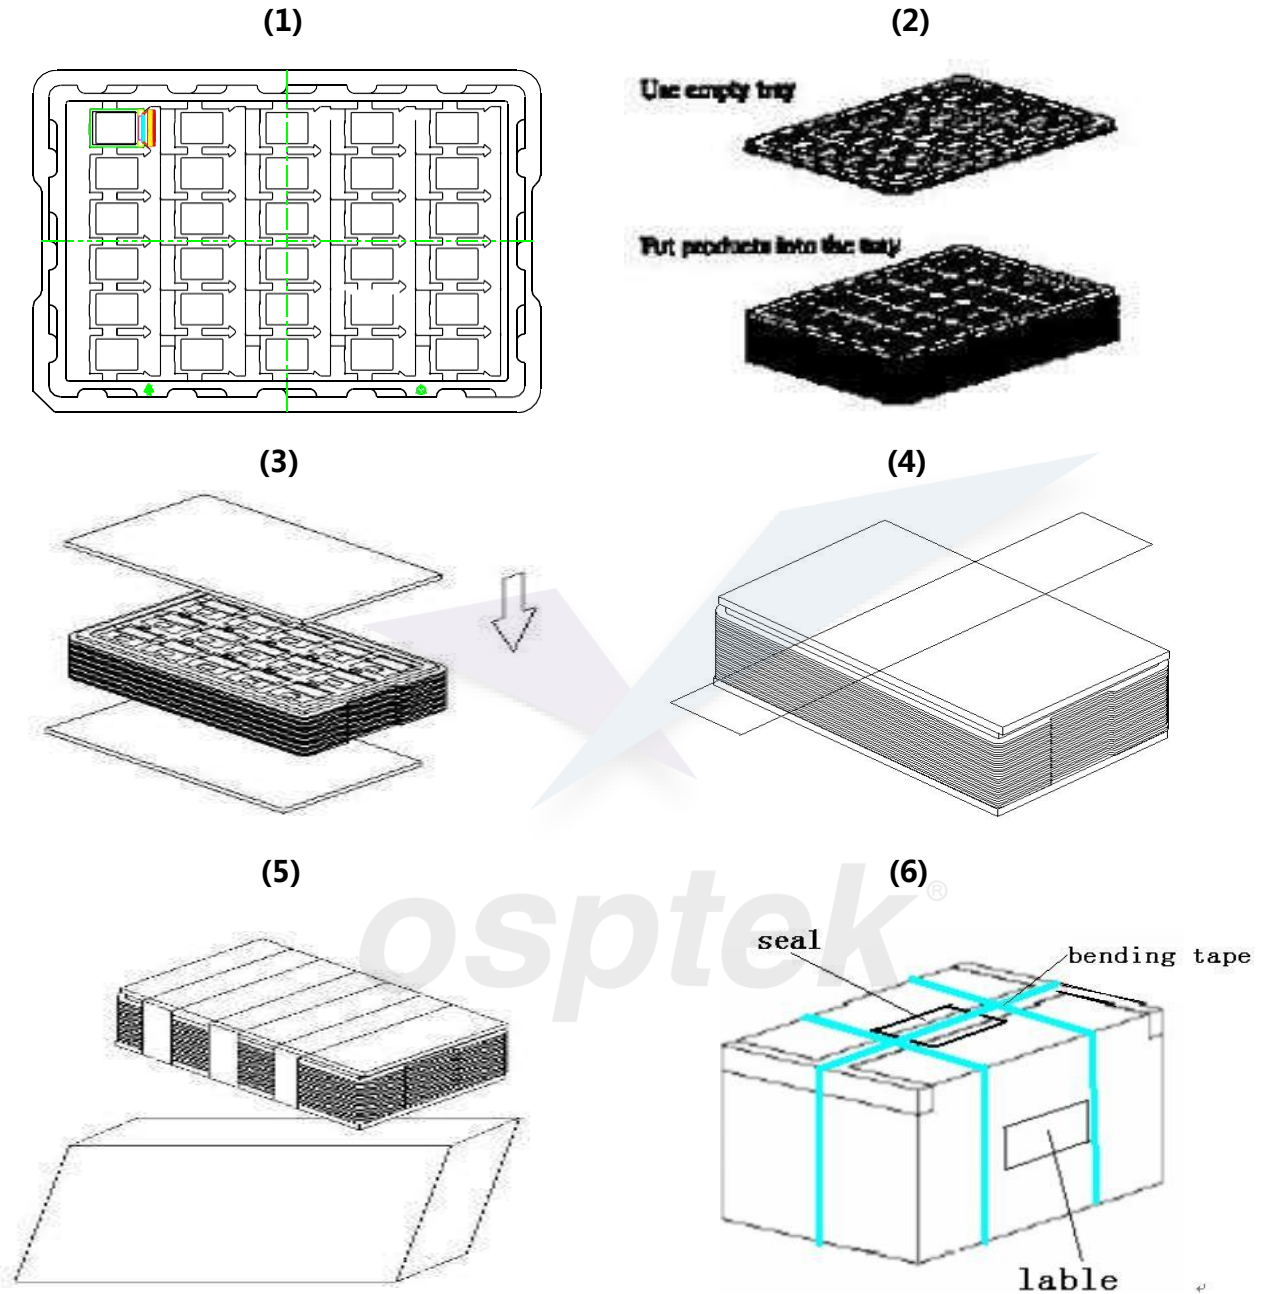 (1)
(2)
Use empty tray
Put products into the tray
(3)
(4)
(5)
(6)
osptek®
seal
bending tape
lable